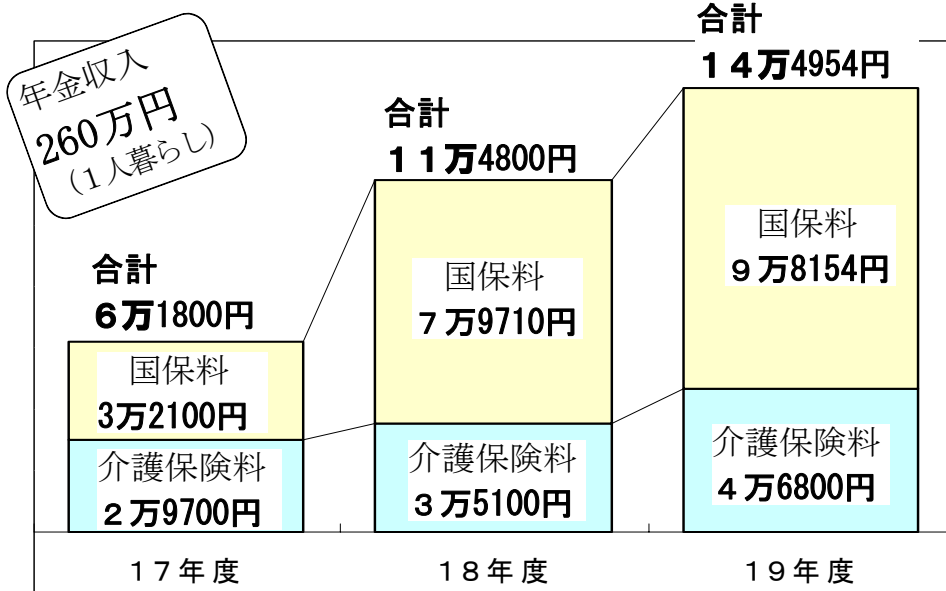 年金収入
260万円
（１人暮らし）
合計
６万1800円
国保料
3万2100円
介護保険料
２万9700円
１７年度
合計
１１万4800円
国保料
７万9710円
介護保険料
３万5100円
１８年度
合計
１４万4954円
国保料
９万8154円
介護保険料
４万6800円
１９年度